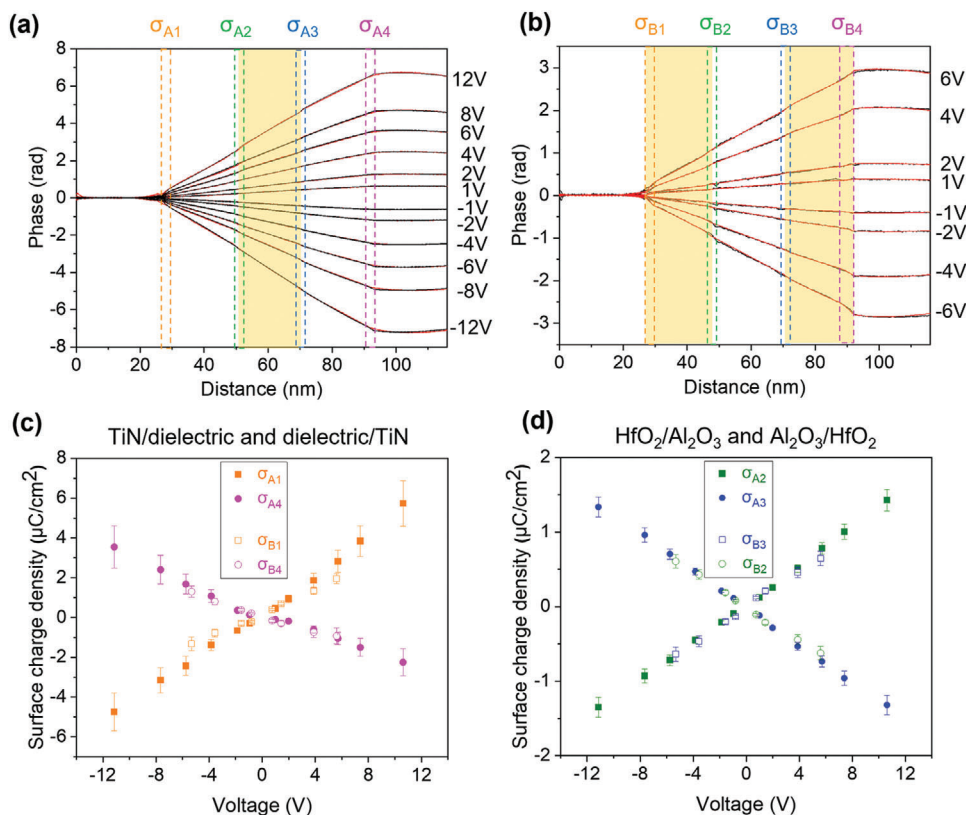 (a)
σA1 σA2 σA3 σA4
8
6
4
2
0
-2
-4
-6
-8
Phase (rad)
12V
8V
6V
4V
2V
1V
-1V
-2V
-4V
-6V
-8V
-12V
0 20 40 60 80 100
Distance (nm)
(b)
σB1 σB2 σB3 σB4
3
2
1
0
-1
-2
-3
Phase (rad)
6V
4V
2V
1V
-1V
-2V
-4V
-6V
0 20 40 60 80 100
Distance (nm)
(c)
TiN/dielectric and dielectric/TiN
σA1
σA4
σB1
σB4
8
6
4
2
0
-2
-4
-6
Surface charge density (µC/cm²)
-12 -8 -4 0 4 8 12
Voltage (V)
(d)
HfO₂/Al₂O₃ and Al₂O₃/HfO₂
σA2
σA3
σB3
σB2
2
1
0
-1
-2
Surface charge density (µC/cm²)
-12 -8 -4 0 4 8 12
Voltage (V)